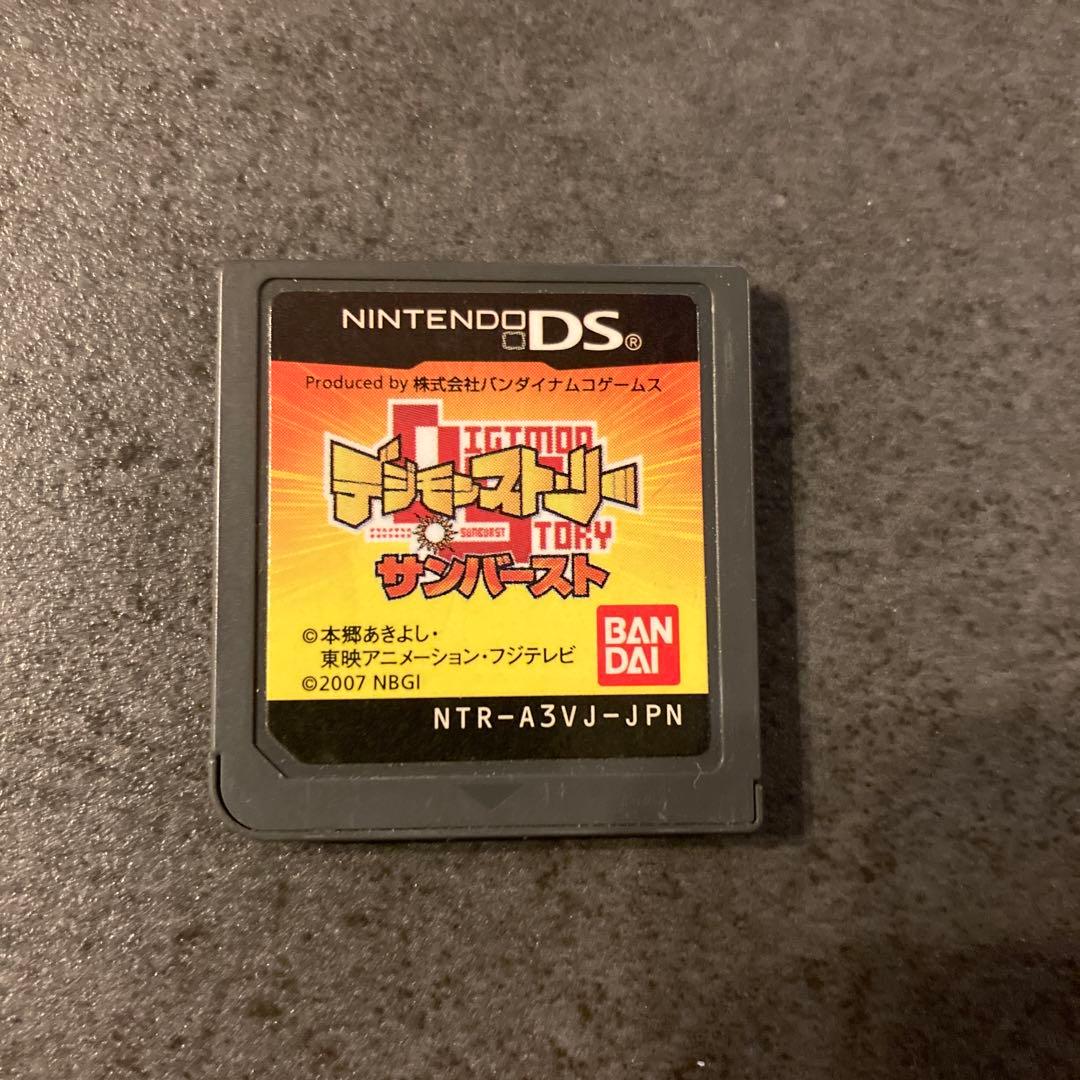 NINTENDO DS®
Produced by 株式会社バンダイナムコゲームス
DIGIMON
デジモンストーリー
SUNBURST
STORY
サンバースト
©本郷あきよし・
東映アニメーション・フジテレビ
©2007 NBGI
BAN
DAI
NTR-A3VJ-JPN